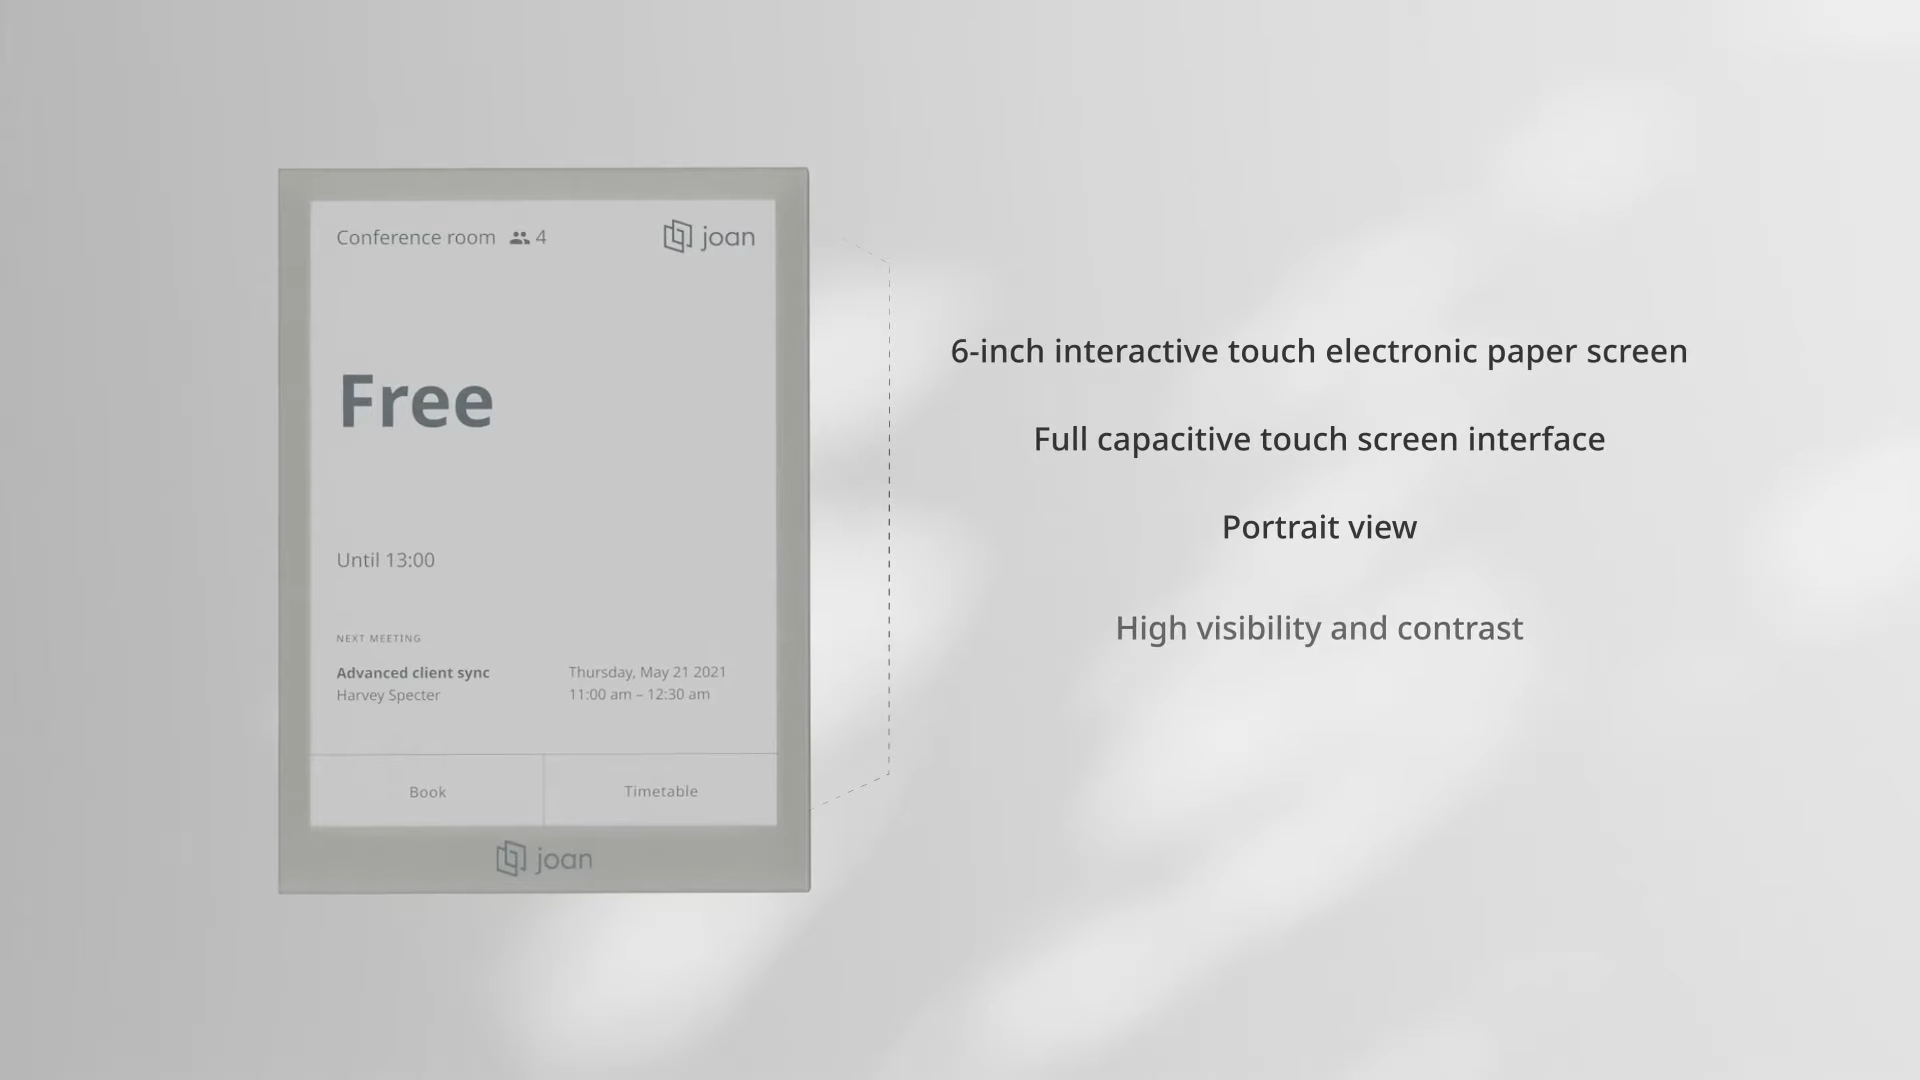 Conference room 4
joan
Free
Until 13:00
NEXT MEETING
Advanced client sync
Harvey Specter
Thursday, May 21 2021
11:00 am – 12:30 am
Book
Timetable
joan
6-inch interactive touch electronic paper screen
Full capacitive touch screen interface
Portrait view
High visibility and contrast